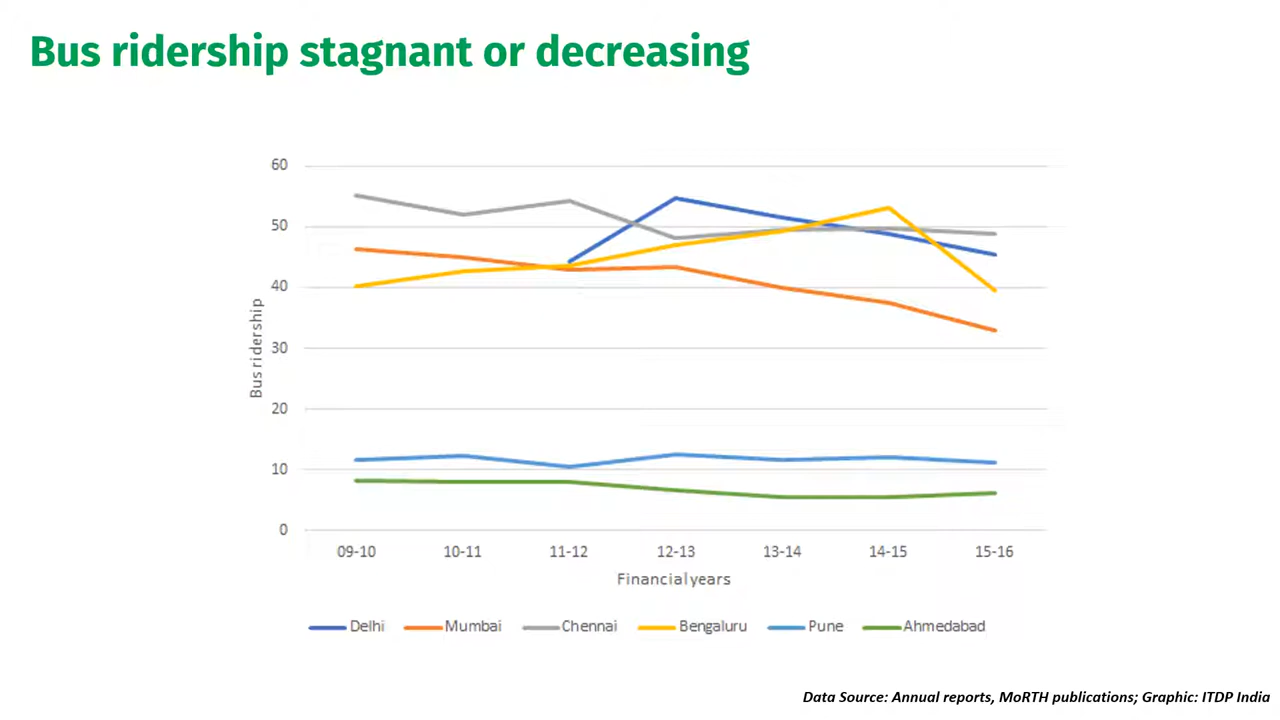 Bus ridership stagnant or decreasing
60
50
40
30
20
10
0
Bus ridership
09-10 10-11 11-12 12-13 13-14 14-15 15-16
Financial years
Delhi Mumbai Chennai Bengaluru Pune Ahmedabad
Data Source: Annual reports, MoRTH publications; Graphic: ITDP India